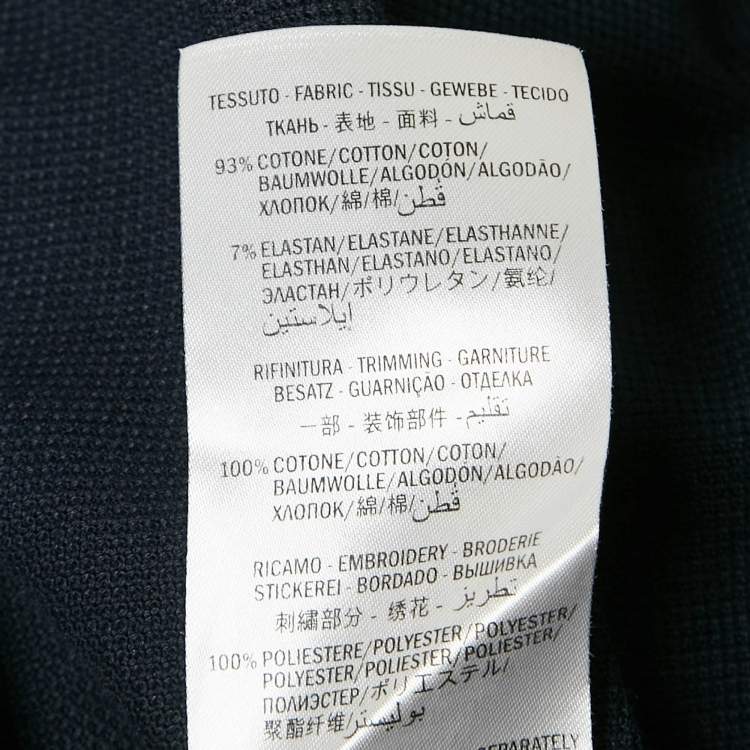 TESSUTO - FABRIC - TISSU - GEWEBE - TECIDO
ТКАНЬ - 表地 - 面料 - قماش
93% COTONE/COTTON/COTON/
BAUMWOLLE/ALGODÓN/ALGODÃO/
ХЛОПОК/綿/棉/قطن
7% ELASTAN/ELASTANE/ELASTHANNE/
ELASTHAN/ELASTANO/ELASTANO/
ЭЛАСТАН/ポリウレタン/氨纶/
إيلاستين
RIFINITURA - TRIMMING - GARNITURE
BESATZ - GUARNIÇÃO - ОТДЕЛКА
一部 - 装饰部件 - تقليم
100% COTONE/COTTON/COTON/
BAUMWOLLE/ALGODÓN/ALGODÃO/
ХЛОПОК/綿/棉/قطن
RICAMO - EMBROIDERY - BRODERIE
STICKEREI - BORDADO - ВЫШИВКА
刺繍部分 - 绣花 - تطريز
100% POLIESTERE/POLYESTER/POLYESTER/
POLYESTER/POLIESTER/POLIESTER/
ПОЛИЭСТЕР/ポリエステル/
聚酯纤维/بوليستر
SEPARATELY